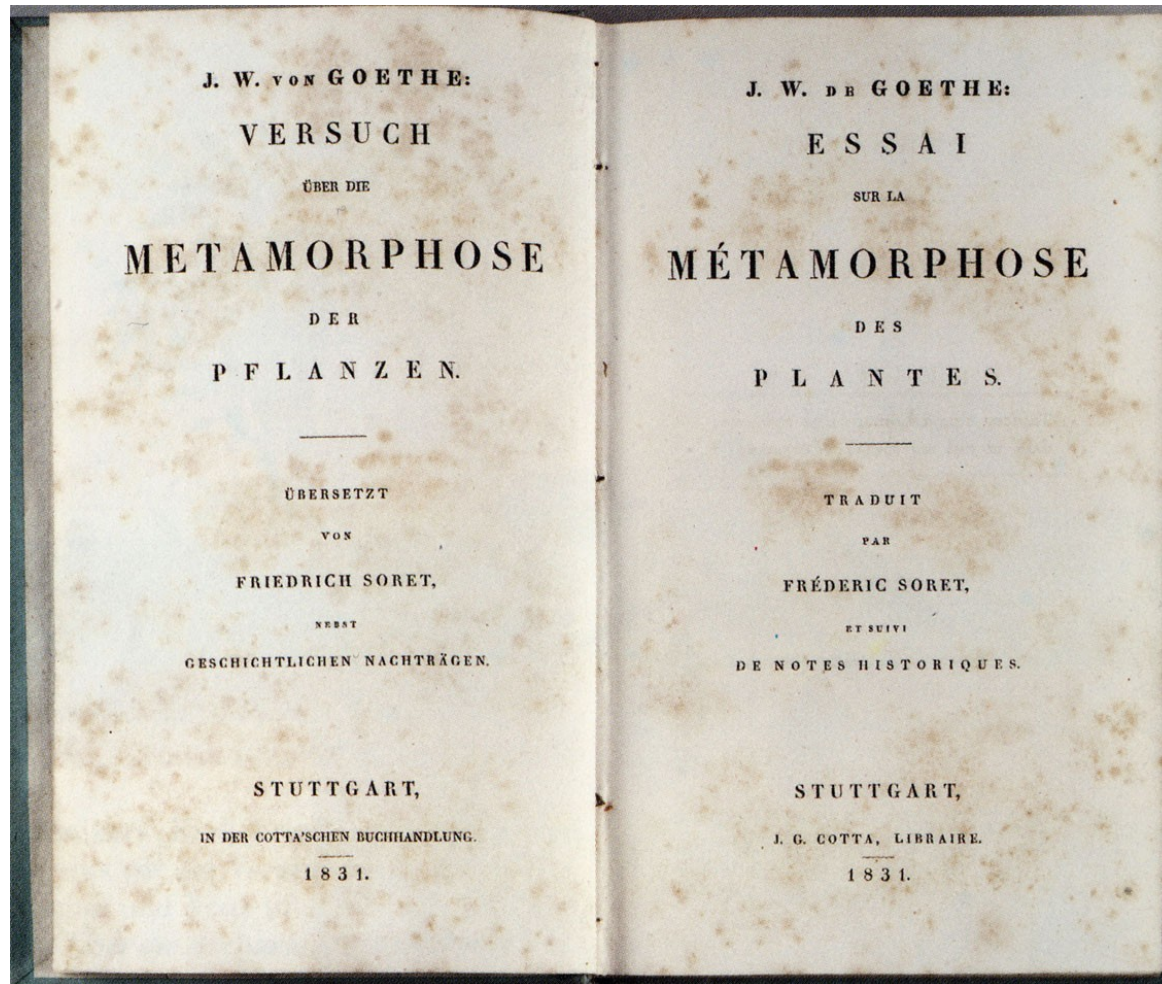 J. W. VON GOETHE:
VERSUCH
ÜBER DIE
METAMORPHOSE
DER
PFLANZEN.
ÜBERSETZT
VON
FRIEDRICH SORET,
NEBST
GESCHICHTLICHEN NACHTRÄGEN.
STUTTGART,
IN DER COTTA'SCHEN BUCHHANDLUNG.
1831.
J. W. DE GOETHE:
ESSAI
SUR LA
MÉTAMORPHOSE
DES
PLANTES.
TRADUIT
PAR
FRÉDERIC SORET,
ET SUIVI
DE NOTES HISTORIQUES.
STUTTGART,
J. G. COTTA, LIBRAIRE.
1831.